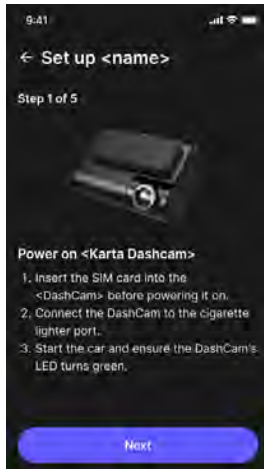 9:41
← Set up <name>
Step 1 of 5
Power on <Karta Dashcam>
1. Insert the SIM card into the
<DashCam> before powering it on.
2. Connect the DashCam to the cigarette
lighter port.
3. Start the car and ensure the DashCam's
LED turns green.
Next